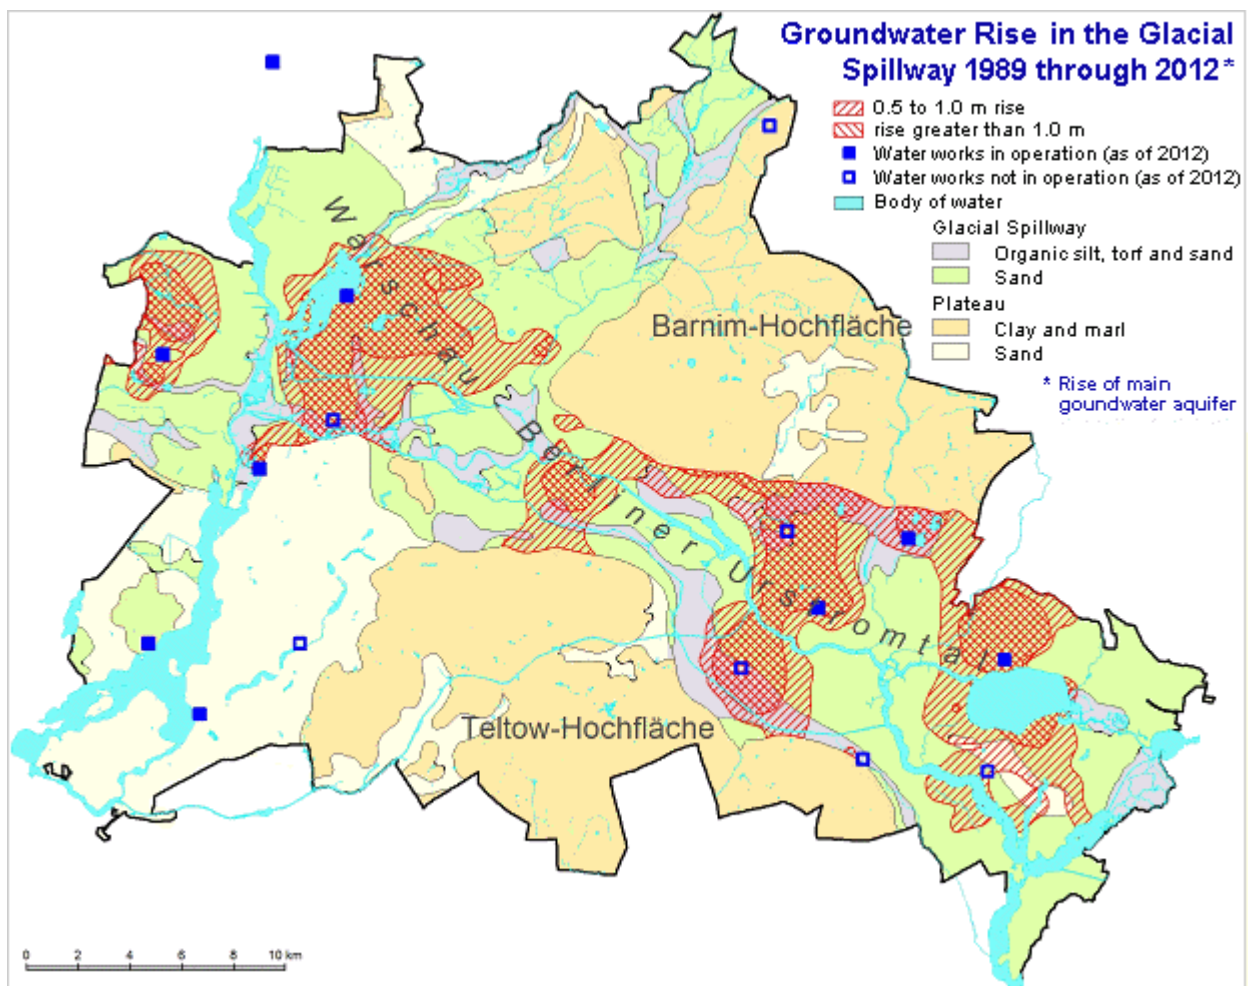 Groundwater Rise in the Glacial
Spillway 1989 through 2012*
0.5 to 1.0 m rise
rise greater than 1.0 m
Water works in operation (as of 2012)
Water works not in operation (as of 2012)
Body of water
Glacial Spillway
Organic silt, torf and sand
Sand
Plateau
Clay and marl
Sand
* Rise of main
goundwater aquifer
Barnim-Hochfläche
Warschau Berliner Urstromtal
Teltow-Hochfläche
0 2 4 6 8 10 km